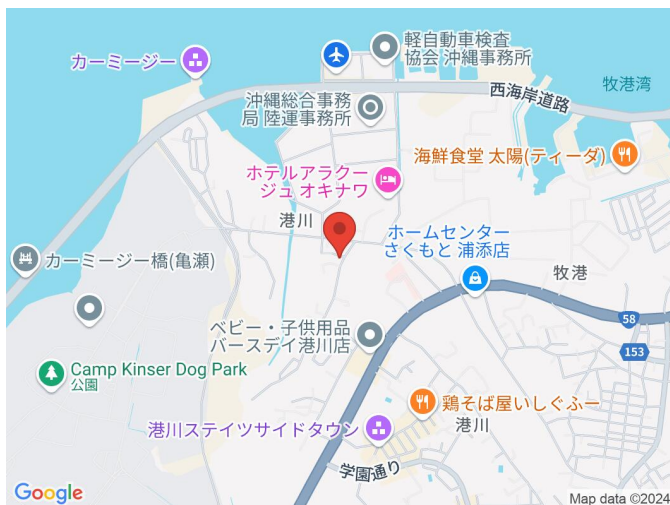 カーミージー
軽自動車検査
協会 沖縄事務所
牧港湾
西海岸道路
沖縄総合事務
局 陸運事務所
海鮮食堂 太陽(ティーダ)
ホテルアラクー
ジュ オキナワ
港川
ホームセンター
さくもと 浦添店
カーミージー橋(亀瀬)
牧港
58
ベビー・子供用品
バースデイ港川店
153
Camp Kinser Dog Park
公園
鶏そば屋いしぐふー
港川ステイツサイドタウン
港川
学園通り
Google
Map data ©2024